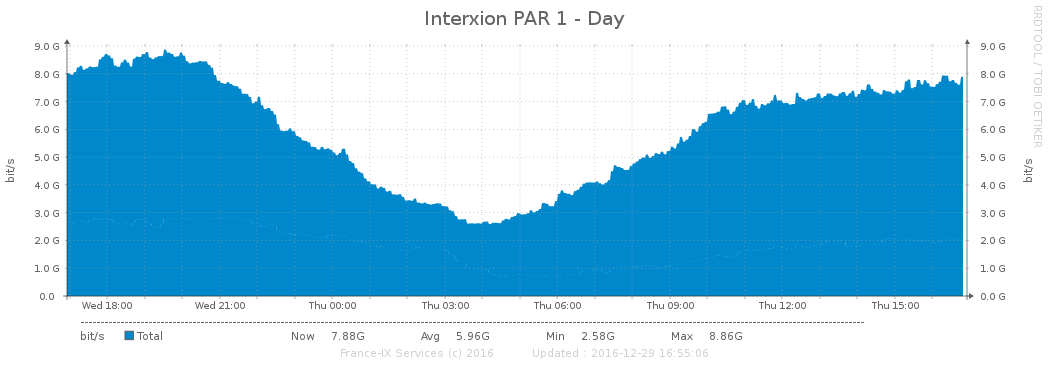 Interxion PAR 1 - Day
RRDTOOL / TOBI OETIKER
bit/s
9.0 G
8.0 G
7.0 G
6.0 G
5.0 G
4.0 G
3.0 G
2.0 G
1.0 G
0.0
9.0 G
8.0 G
7.0 G
6.0 G
5.0 G
4.0 G
3.0 G
2.0 G
1.0 G
0.0 G
bit/s
Wed 18:00 Wed 21:00 Thu 00:00 Thu 03:00 Thu 06:00 Thu 09:00 Thu 12:00 Thu 15:00
bit/s Total Now 7.88G Avg 5.96G Min 2.58G Max 8.86G
France-IX Services (c) 2016 Updated : 2016-12-29 16:55:06